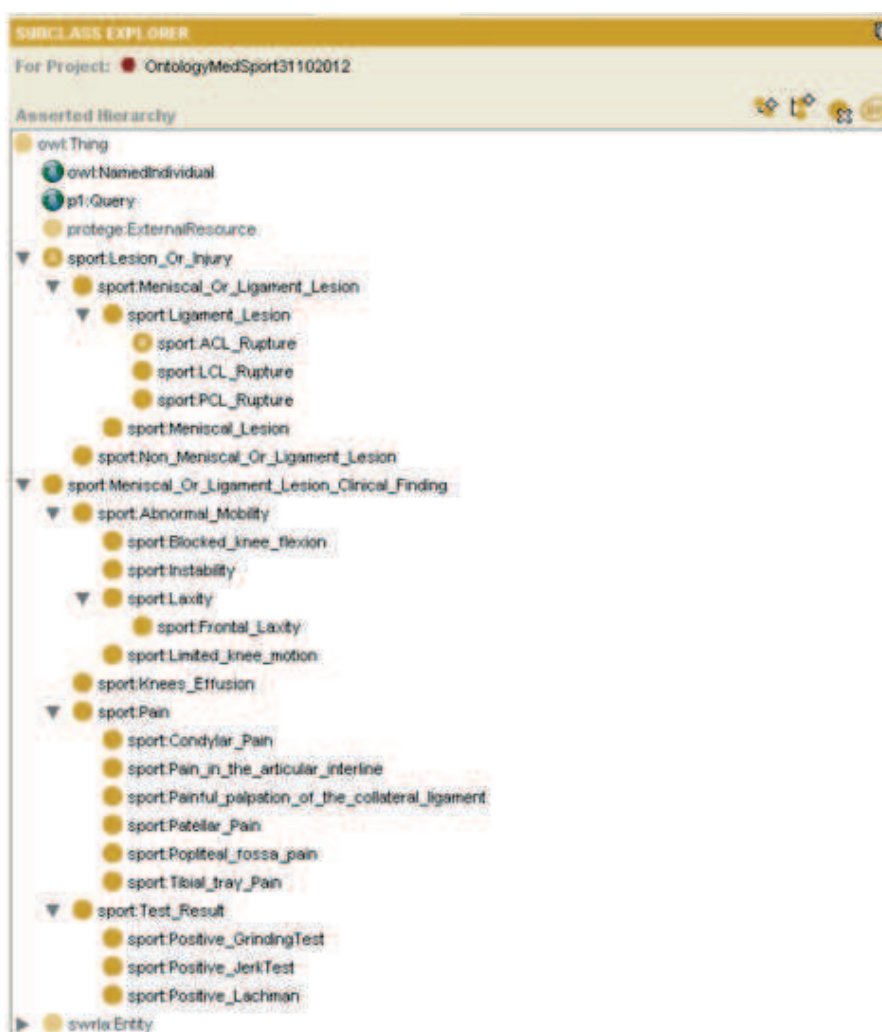 SUBCLASS EXPLORER
For Project: OntologyMedSport31102012
Asserted Hierarchy
owl:Thing
owl:NamedIndividual
p1:Query
protege:ExternalResource
sport:Lesion_Or_Injury
sport:Meniscal_Or_Ligament_Lesion
sport:Ligament_Lesion
sport:ACL_Rupture
sport:LCL_Rupture
sport:PCL_Rupture
sport:Meniscal_Lesion
sport:Non_Meniscal_Or_Ligament_Lesion
sport:Meniscal_Or_Ligament_Lesion_Clinical_Finding
sport:Abnormal_Mobility
sport:Blocked_knee_flexion
sport:Instability
sport:Laxity
sport:Frontal_Laxity
sport:Limited_knee_motion
sport:Knees_Effusion
sport:Pain
sport:Condylar_Pain
sport:Pain_in_the_articular_interline
sport:Painful_palpation_of_the_collateral_ligament
sport:Patellar_Pain
sport:Popliteal_fossa_pain
sport:Tibial_tray_Pain
sport:Test_Result
sport:Positive_GrindingTest
sport:Positive_JerkTest
sport:Positive_Lachman
swrla:Entity